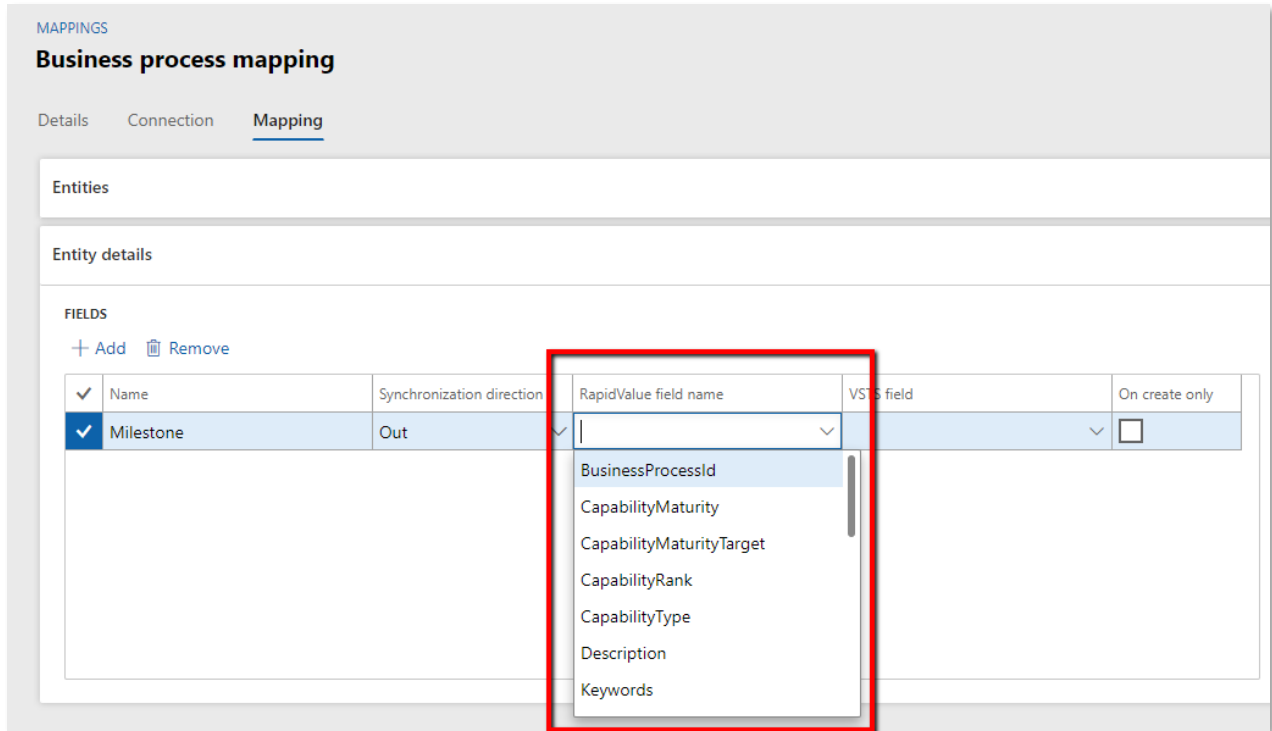 MAPPINGS
Business process mapping
Details Connection Mapping
Entities
Entity details
FIELDS
Add Remove
Name Synchronization direction RapidValue field name VSTS field On create only
Milestone Out
BusinessProcessId
CapabilityMaturity
CapabilityMaturityTarget
CapabilityRank
CapabilityType
Description
Keywords